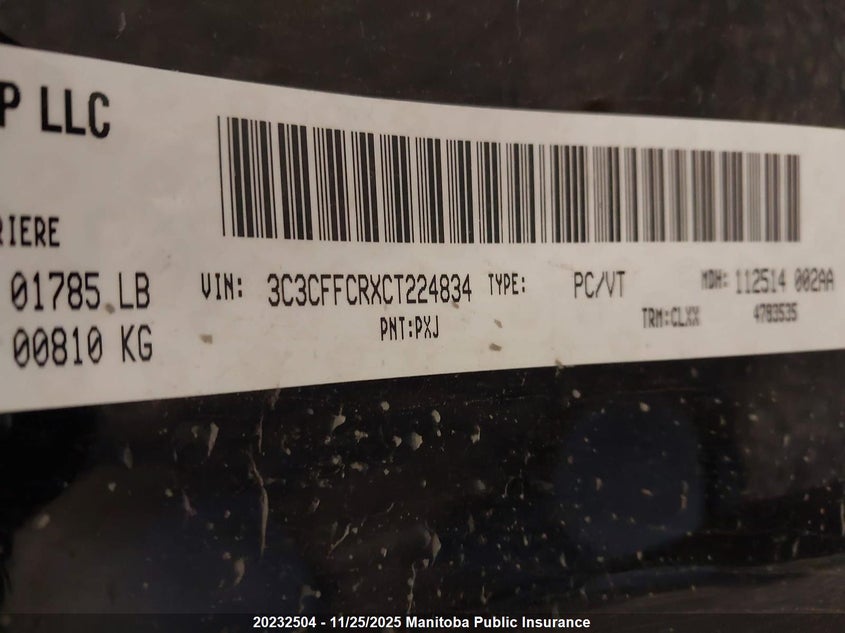 P LLC
RIERE
01785 LB
00810 KG
VIN: 3C3CFFCRXCT224834 TYPE: PC/VT MDH: 112514 002AA
PNT:PXJ TRM:CLXX 4783535
20232504 - 11/25/2025 Manitoba Public Insurance